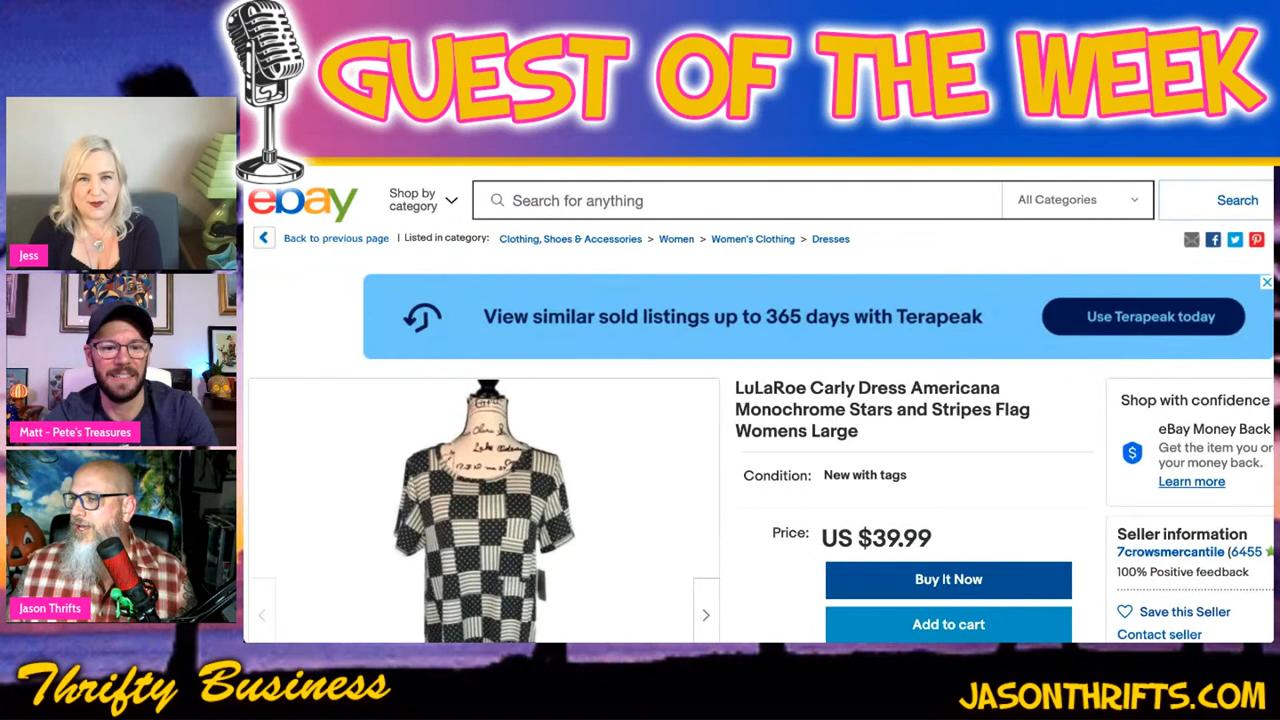 GUEST OF THE WEEK
Jess
Matt - Pete's Treasures
Jason Thrifts
ebay
Shop by
category
Search for anything
All Categories
Search
Back to previous page | Listed in category: Clothing, Shoes & Accessories > Women > Women's Clothing > Dresses
View similar sold listings up to 365 days with Terapeak
Use Terapeak today
LuLaRoe Carly Dress Americana
Monochrome Stars and Stripes Flag
Womens Large
Condition: New with tags
Price: US $39.99
Buy It Now
Add to cart
Shop with confidence
eBay Money Back
Get the item you or
your money back.
Learn more
Seller information
7crowsmercantile (6455
100% Positive feedback
Save this Seller
Contact seller
Thrifty Business
JASONTHRIFTS.COM